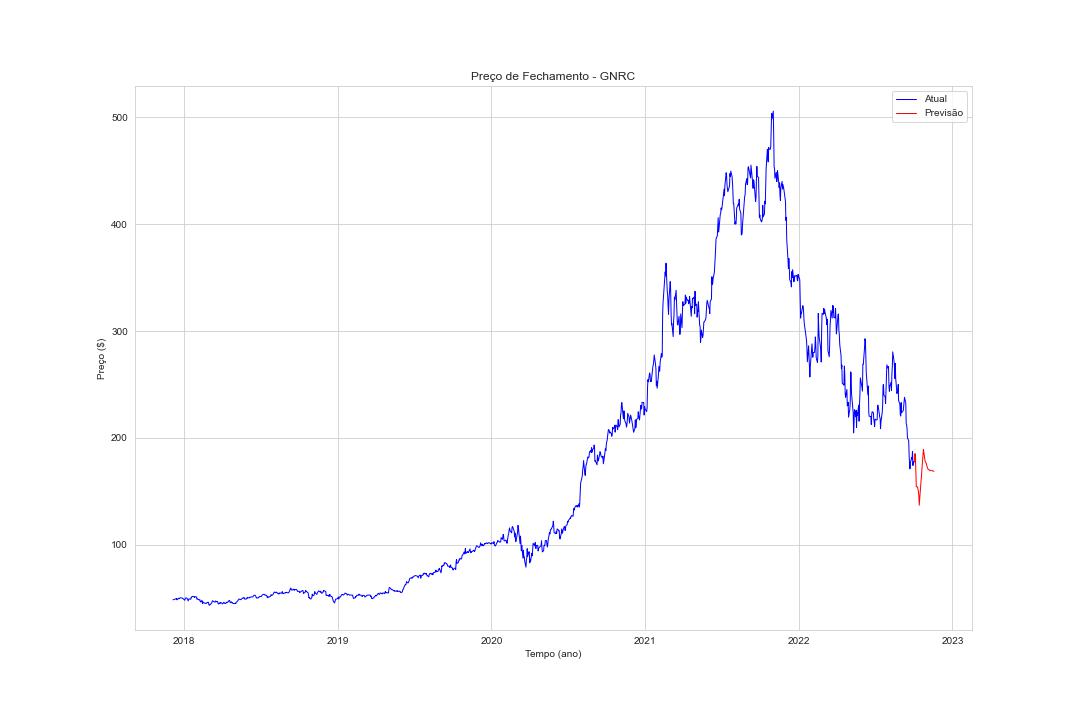 Preço de Fechamento - GNRC
Atual
Previsão
500
400
300
200
100
Preço ($)
2018 2019 2020 2021 2022 2023
Tempo (ano)